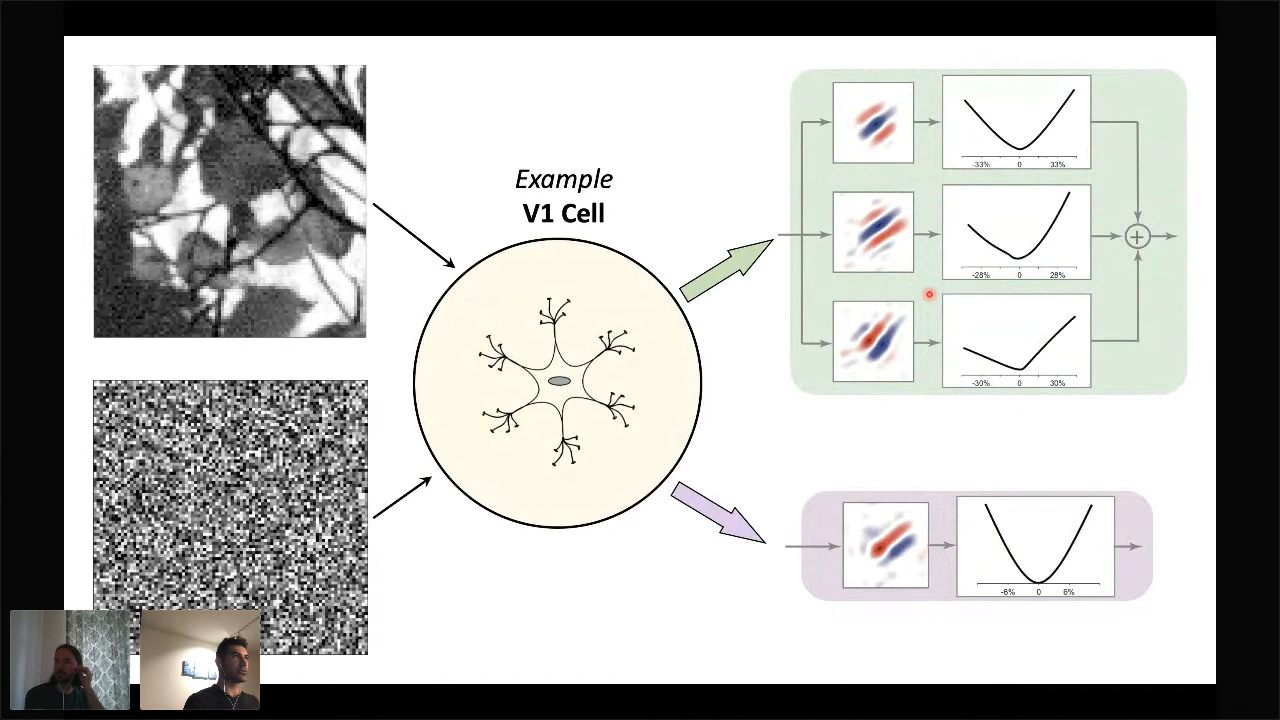 Example
V1 Cell
-33% 0 33%
-28% 0 28%
+
-30% 0 30%
-6% 0 6%